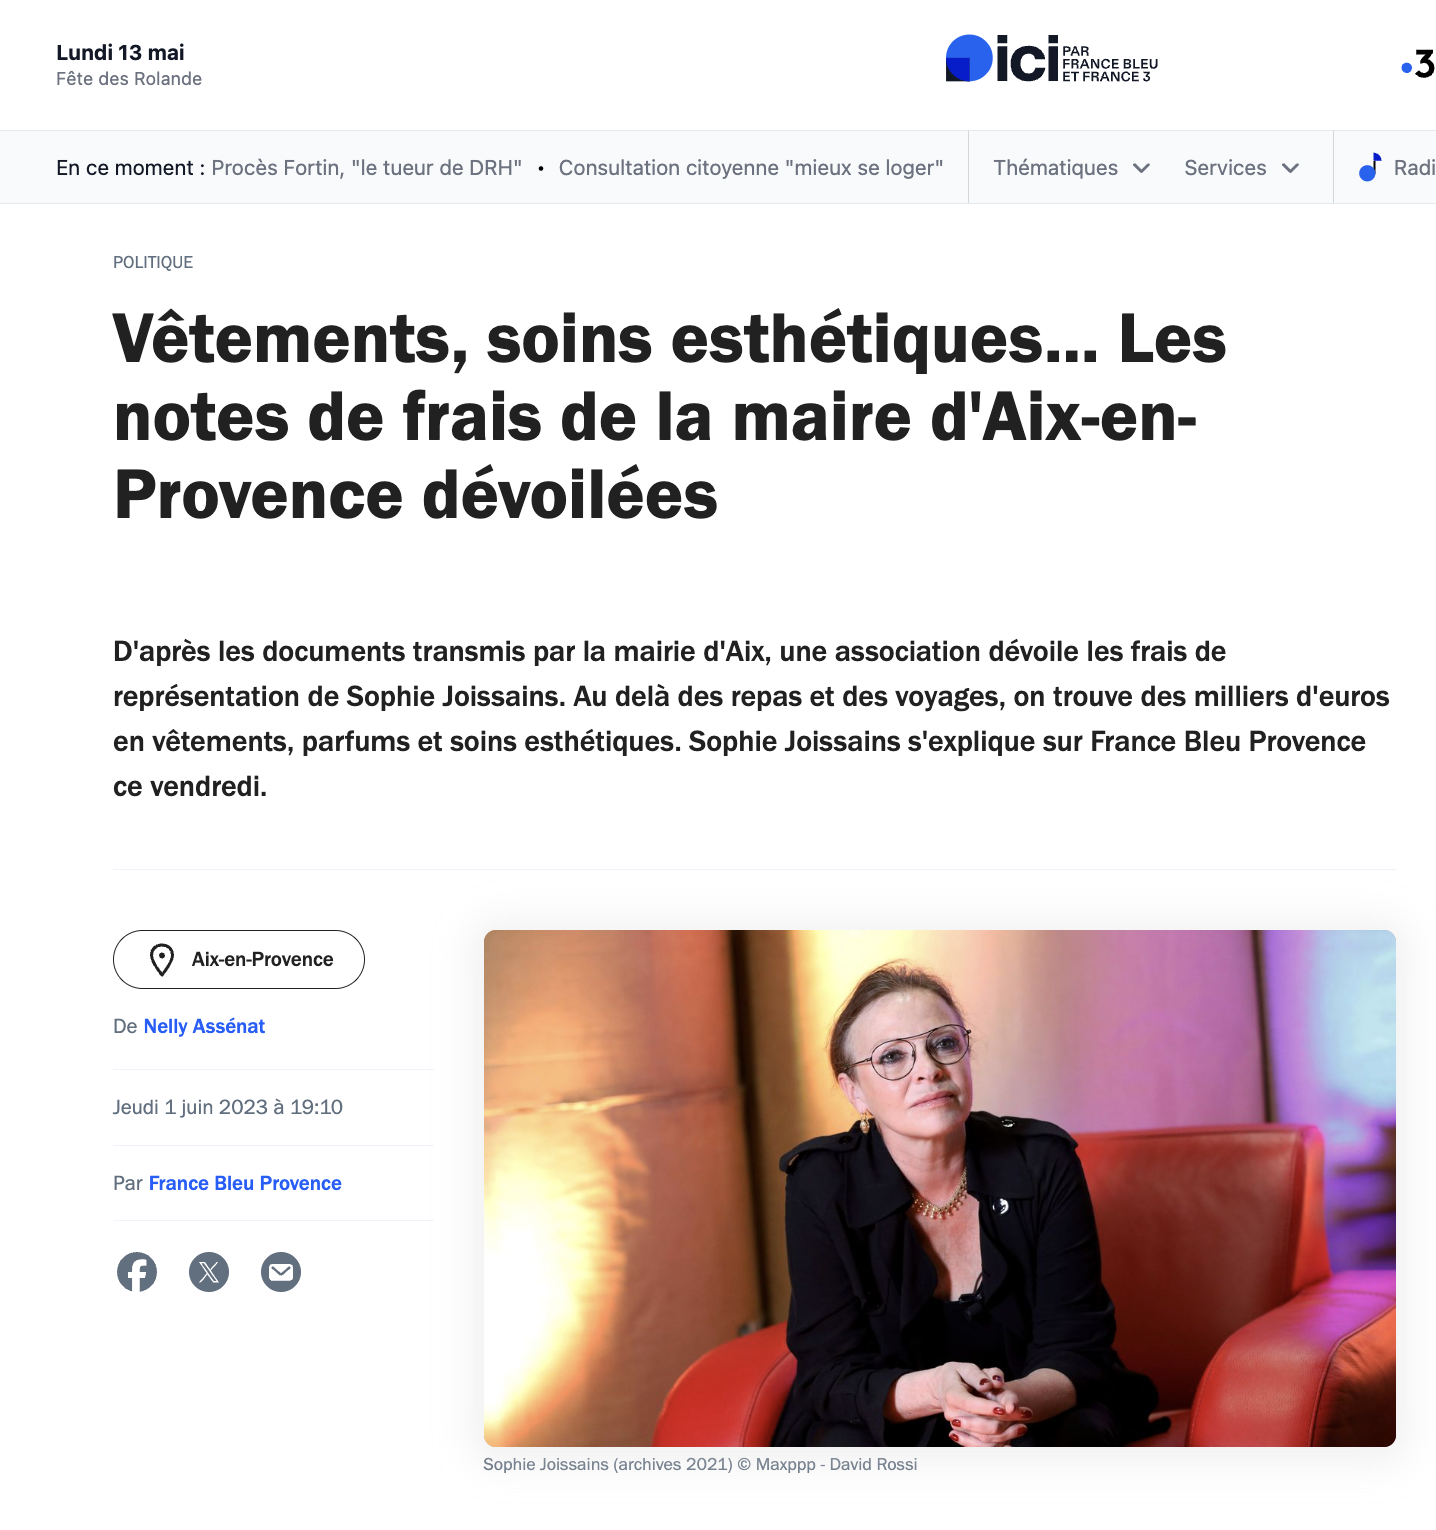 Lundi 13 mai
Fête des Rolande
ici
PAR
FRANCE BLEU
ET FRANCE 3
3
En ce moment : Procès Fortin, "le tueur de DRH" • Consultation citoyenne "mieux se loger"
Thématiques
Services
Radi
POLITIQUE
Vêtements, soins esthétiques... Les
notes de frais de la maire d'Aix-en-
Provence dévoilées
D'après les documents transmis par la mairie d'Aix, une association dévoile les frais de
représentation de Sophie Joissains. Au delà des repas et des voyages, on trouve des milliers d'euros
en vêtements, parfums et soins esthétiques. Sophie Joissains s'explique sur France Bleu Provence
ce vendredi.
Aix-en-Provence
De Nelly Assénat
Jeudi 1 juin 2023 à 19:10
Par France Bleu Provence
Sophie Joissains (archives 2021) © Maxppp - David Rossi